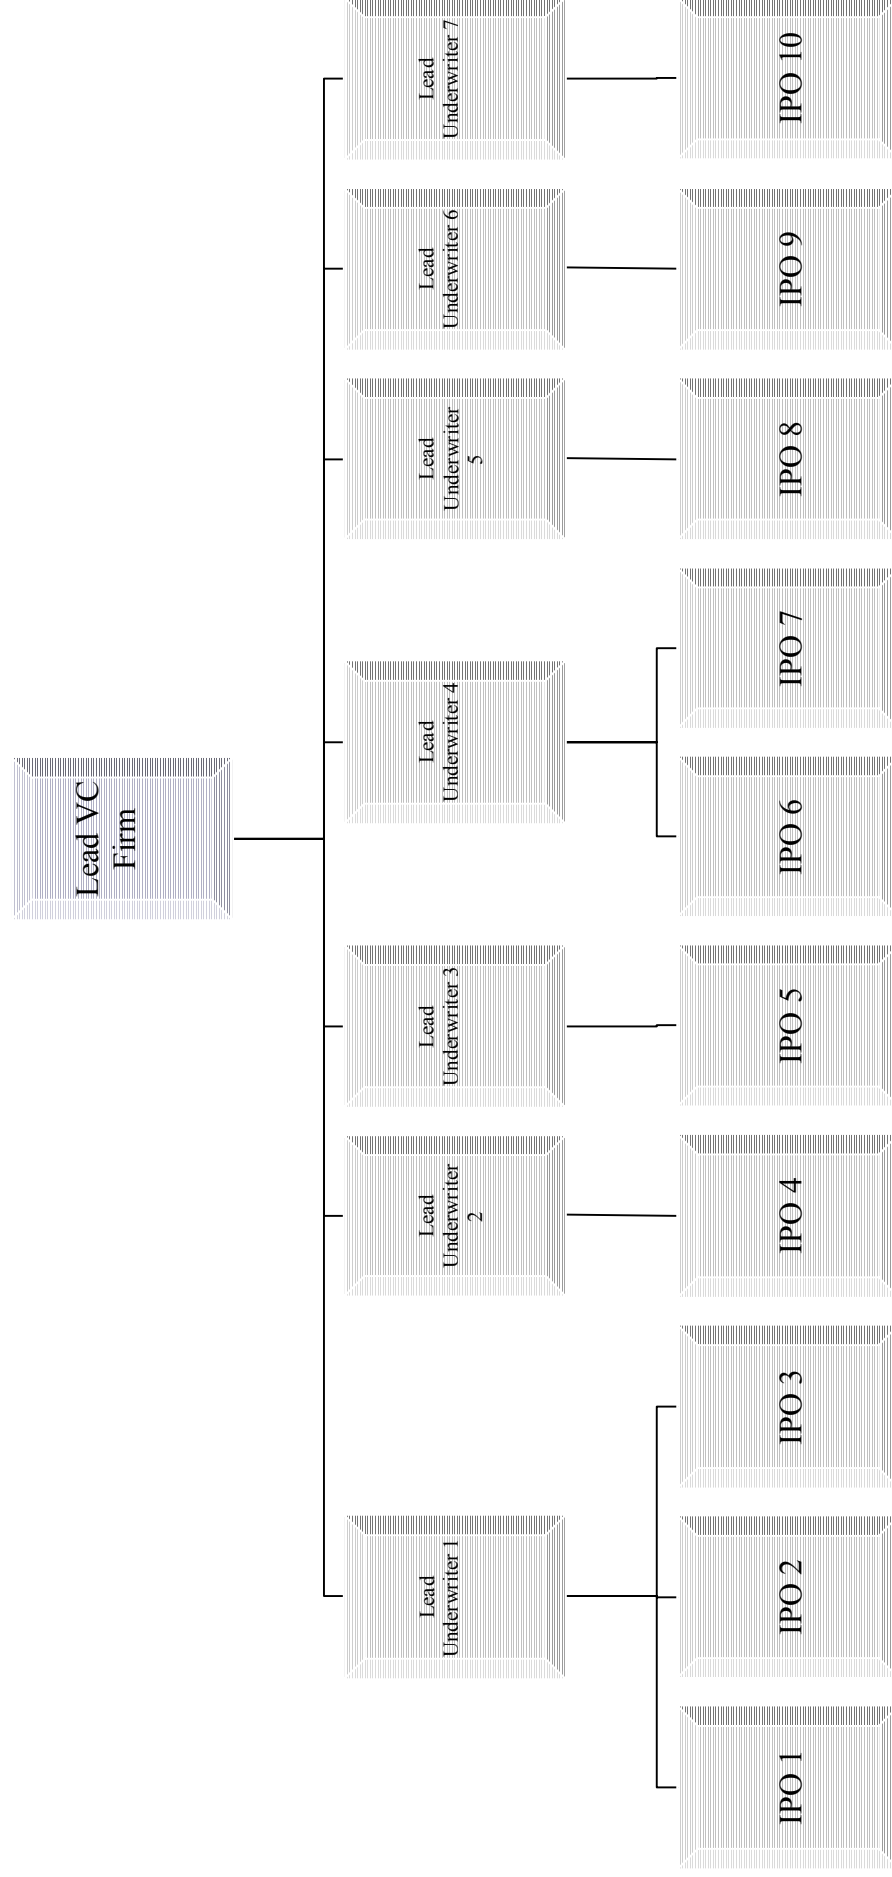 Lead VC
Firm
Lead
Underwriter 1
Lead
Underwriter
2
Lead
Underwriter 3
Lead
Underwriter 4
Lead
Underwriter
5
Lead
Underwriter 6
Lead
Underwriter 7
IPO 1
IPO 2
IPO 3
IPO 4
IPO 5
IPO 6
IPO 7
IPO 8
IPO 9
IPO 10